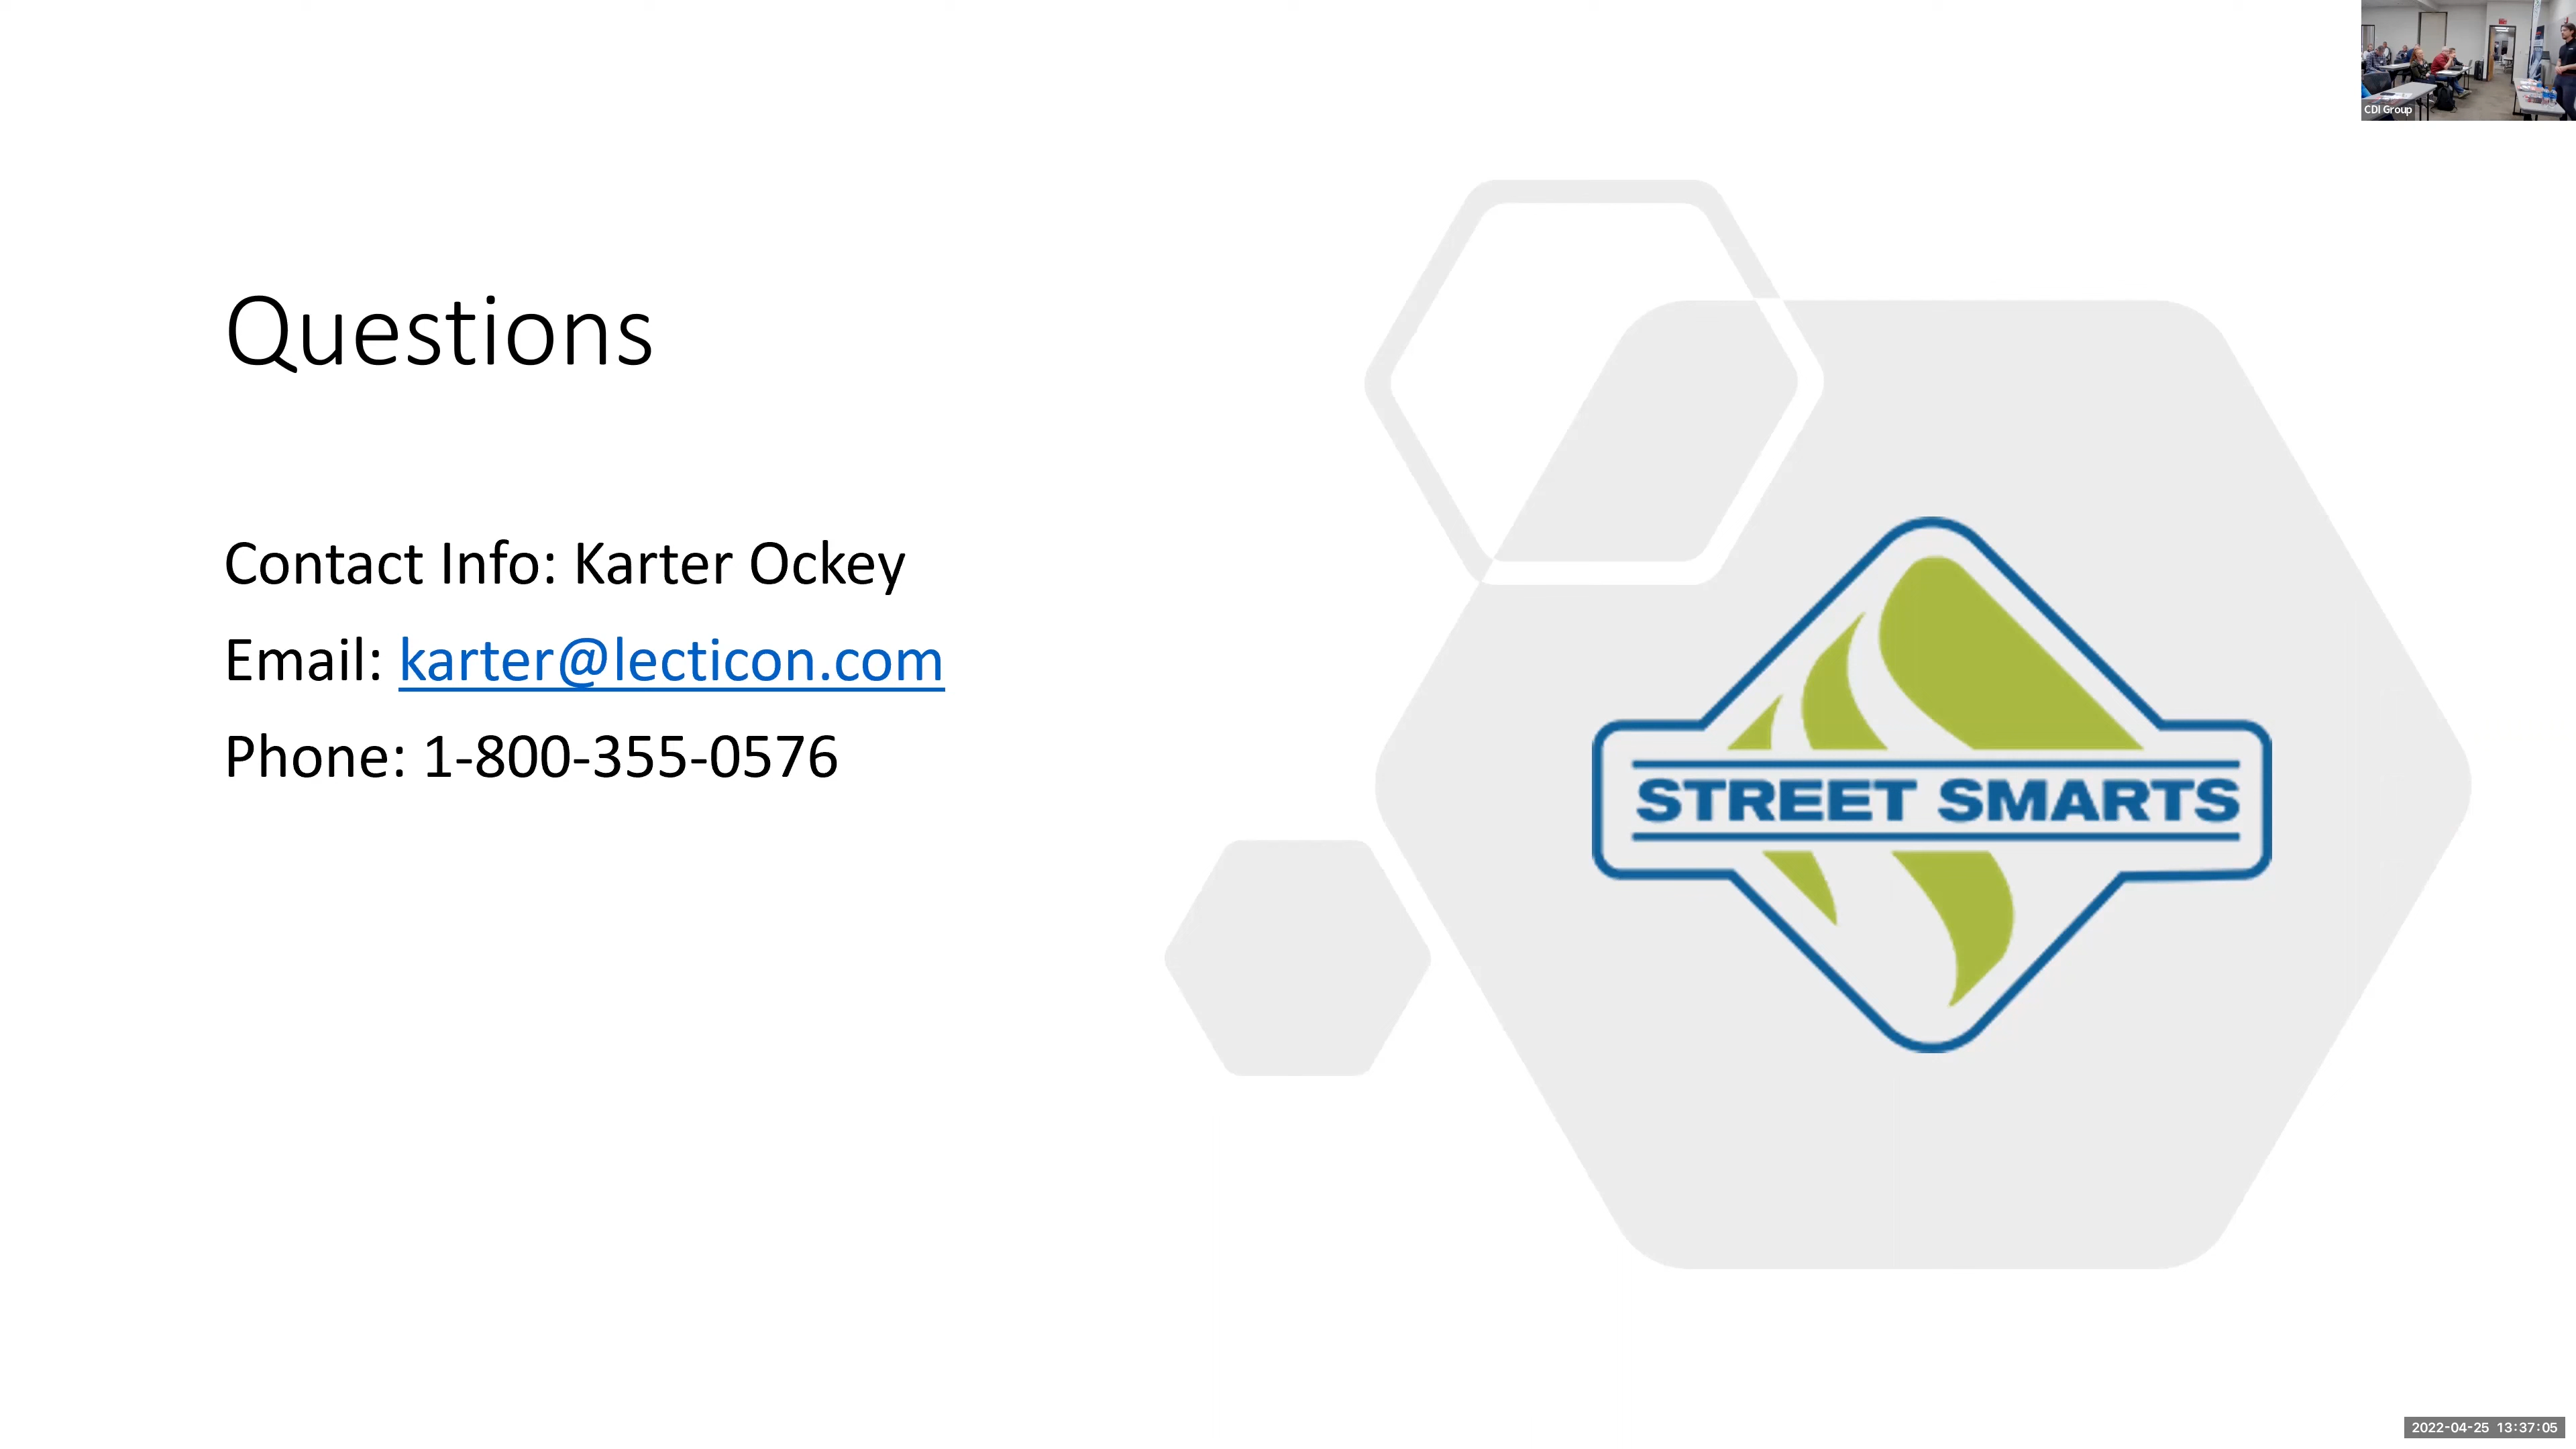 CDI Group
Questions
Contact Info: Karter Ockey
Email: karter@lecticon.com
Phone: 1-800-355-0576
STREET SMARTS
2022-04-25 13:37:05